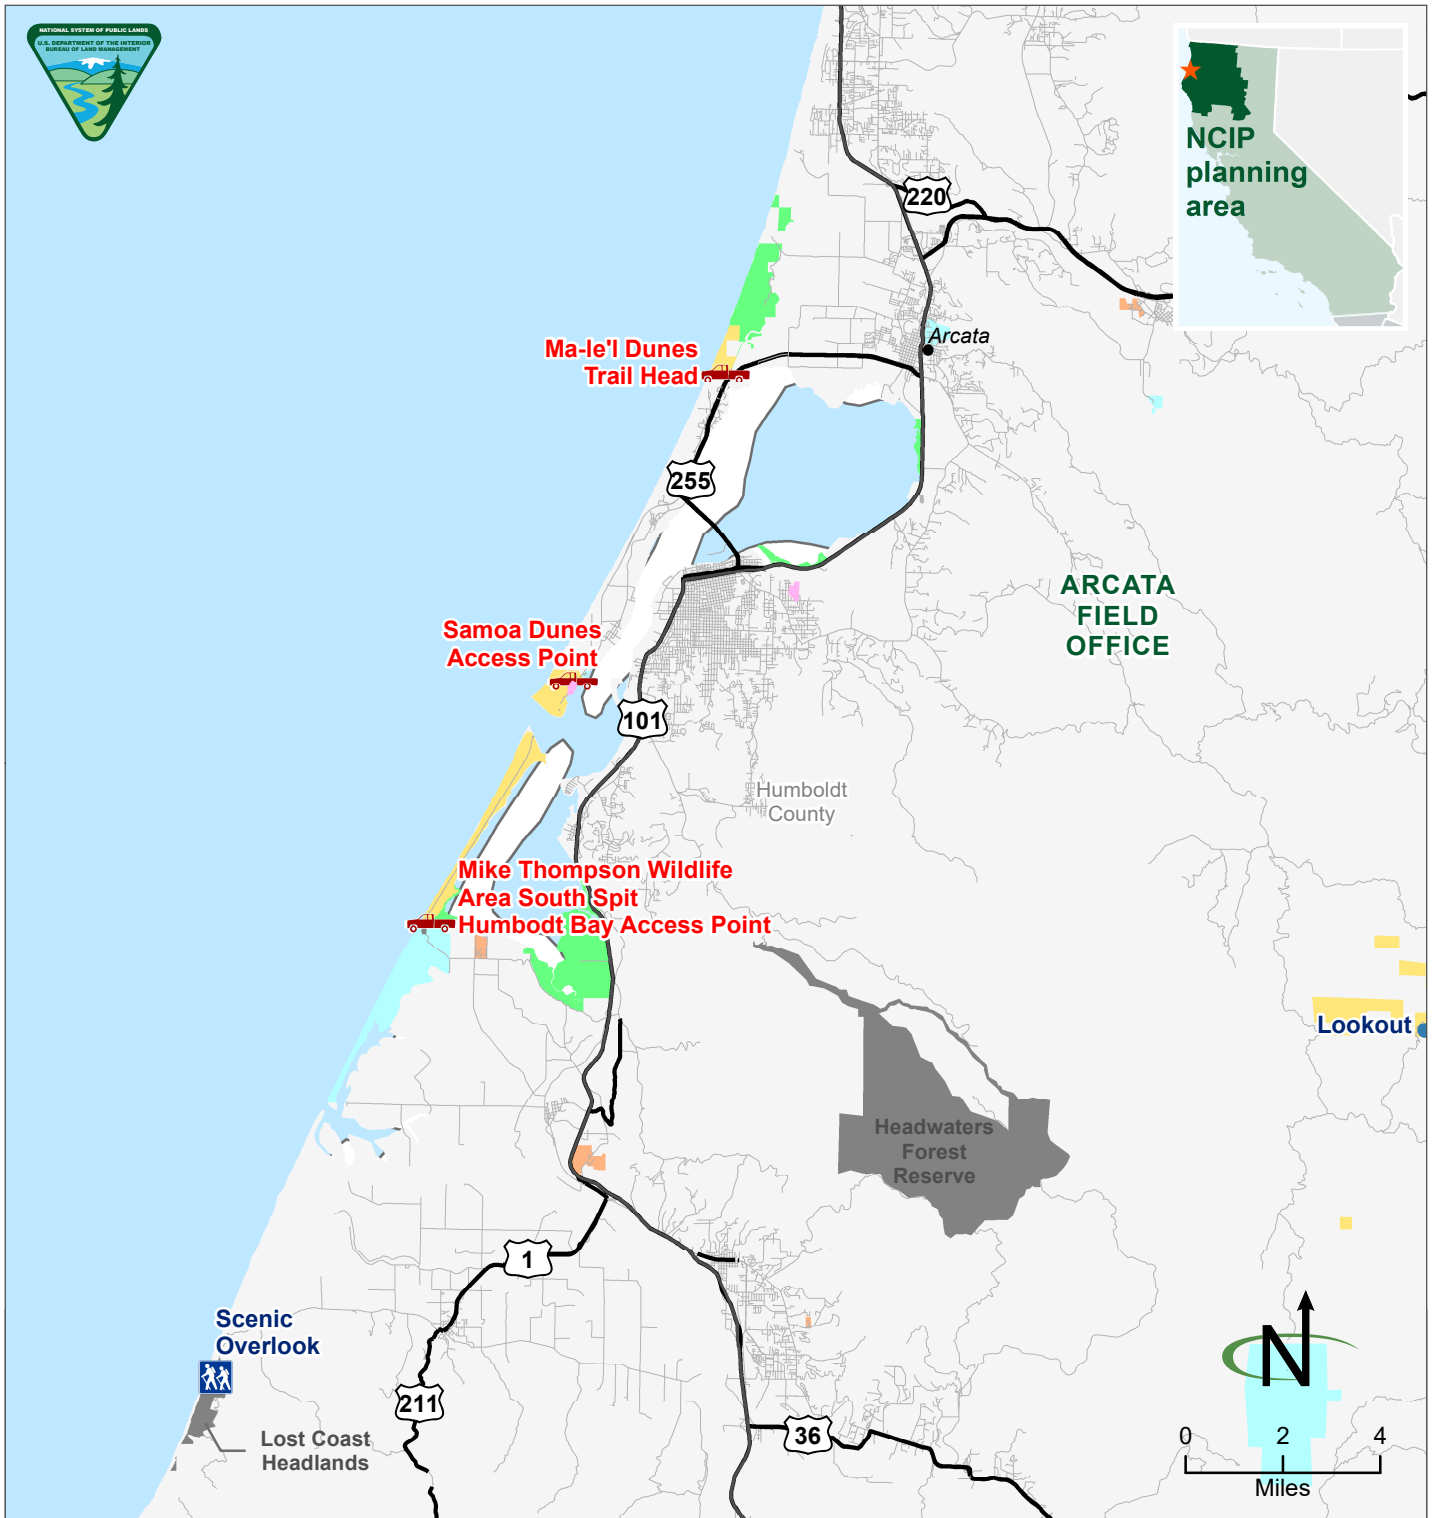 NATIONAL SYSTEM OF PUBLIC LANDS
U.S. DEPARTMENT OF THE INTERIOR
BUREAU OF LAND MANAGEMENT
NCIP
planning
area
220
Arcata
Ma-le'l Dunes
Trail Head
255
ARCATA
FIELD
OFFICE
Samoa Dunes
Access Point
101
Humboldt
County
Mike Thompson Wildlife
Area South Spit
Humbodt Bay Access Point
Lookout
Headwaters
Forest
Reserve
1
Scenic
Overlook
211
36
Lost Coast
Headlands
N
0 2 4
Miles